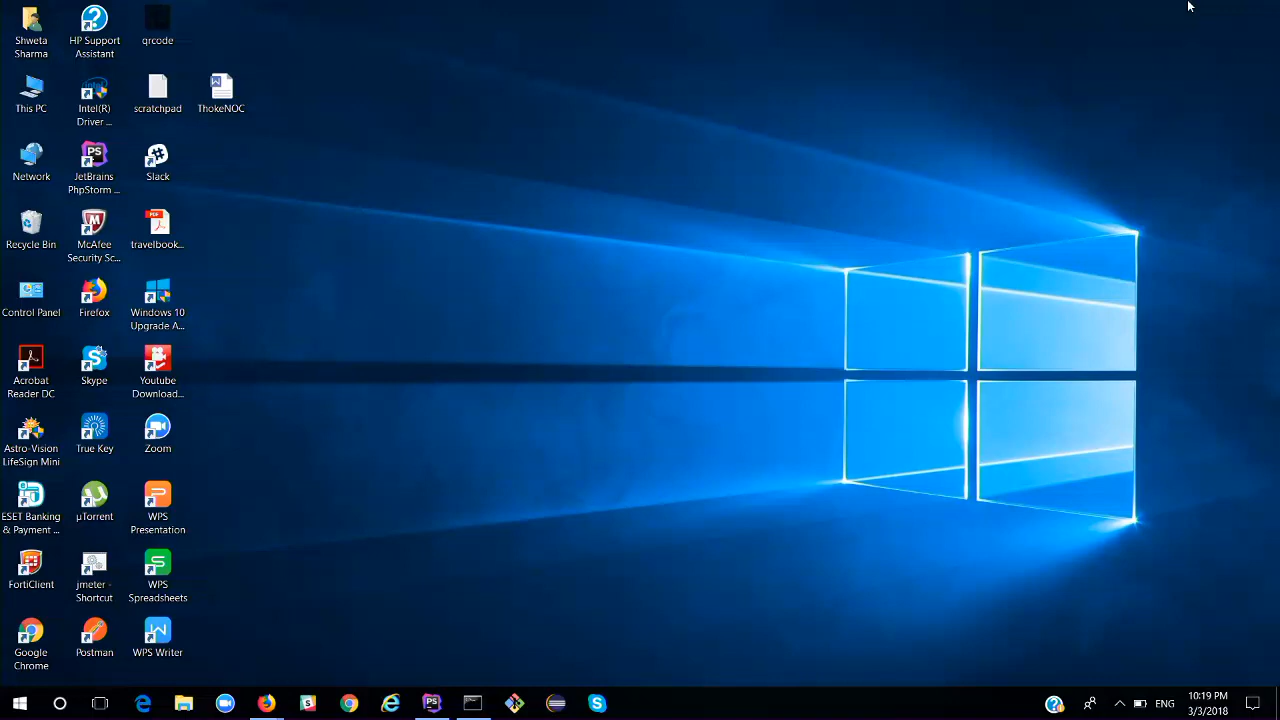 Shweta
Sharma
HP Support
Assistant
qrcode
This PC
Intel(R)
Driver ...
scratchpad
ThokeNOC
Network
JetBrains
PhpStorm ...
Slack
Recycle Bin
McAfee
Security Sc...
PDF
travelbook...
Control Panel
Firefox
Windows 10
Upgrade A...
Acrobat
Reader DC
Skype
Youtube
Download...
Astro-Vision
LifeSign Mini
True Key
Zoom
ESET Banking
& Payment ...
µTorrent
WPS
Presentation
FortiClient
jmeter -
Shortcut
WPS
Spreadsheets
Google
Chrome
Postman
WPS Writer
ENG
10:19 PM
3/3/2018